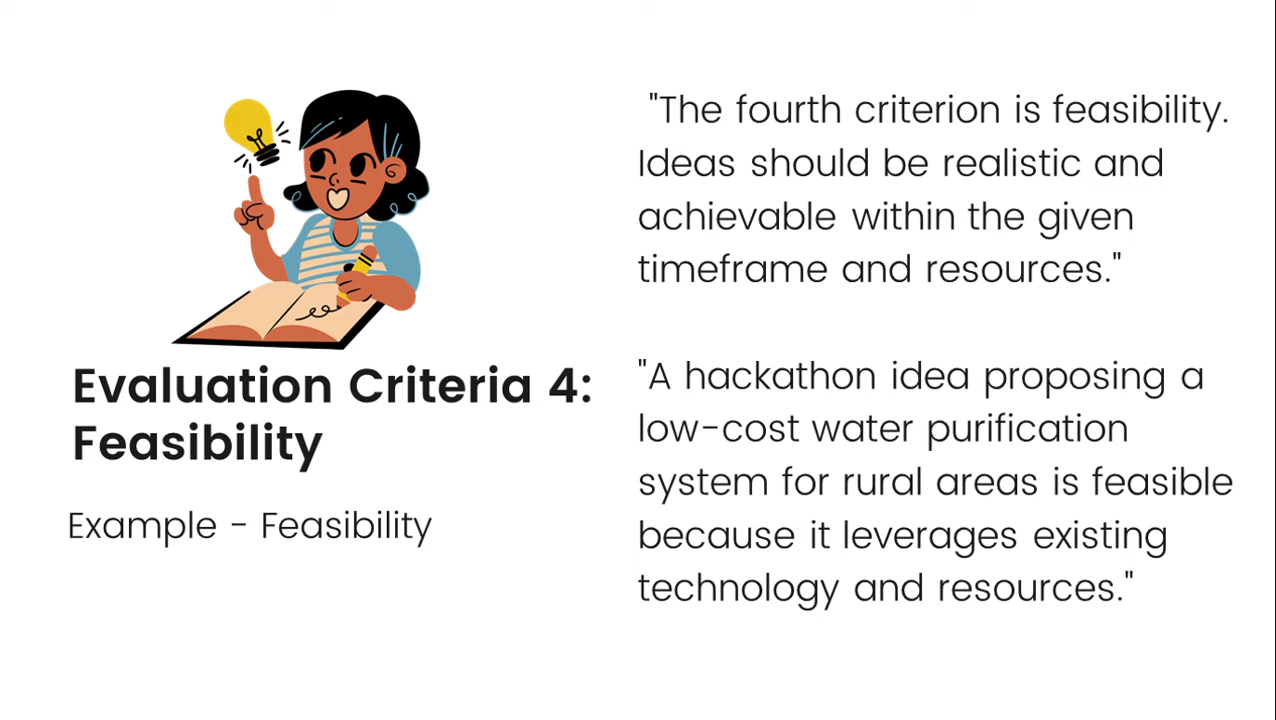 Evaluation Criteria 4:
Feasibility
Example - Feasibility
"The fourth criterion is feasibility.
Ideas should be realistic and
achievable within the given
timeframe and resources."
"A hackathon idea proposing a
low-cost water purification
system for rural areas is feasible
because it leverages existing
technology and resources."